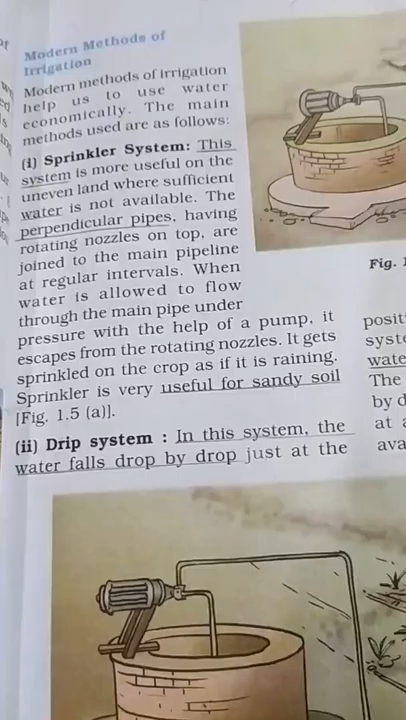 Modern Methods of
Irrigation
Modern methods of irrigation
help us to use water
economically. The main
methods used are as follows:
(i) Sprinkler System: This
system is more useful on the
uneven land where sufficient
water is not available. The
perpendicular pipes, having
rotating nozzles on top, are
joined to the main pipeline
at regular intervals. When
water is allowed to flow
through the main pipe under
pressure with the help of a pump, it
escapes from the rotating nozzles. It gets
sprinkled on the crop as if it is raining.
Sprinkler is very useful for sandy soil
[Fig. 1.5 (a)].
(ii) Drip system : In this system, the
water falls drop by drop just at the
Fig. 1
The
by d
at a